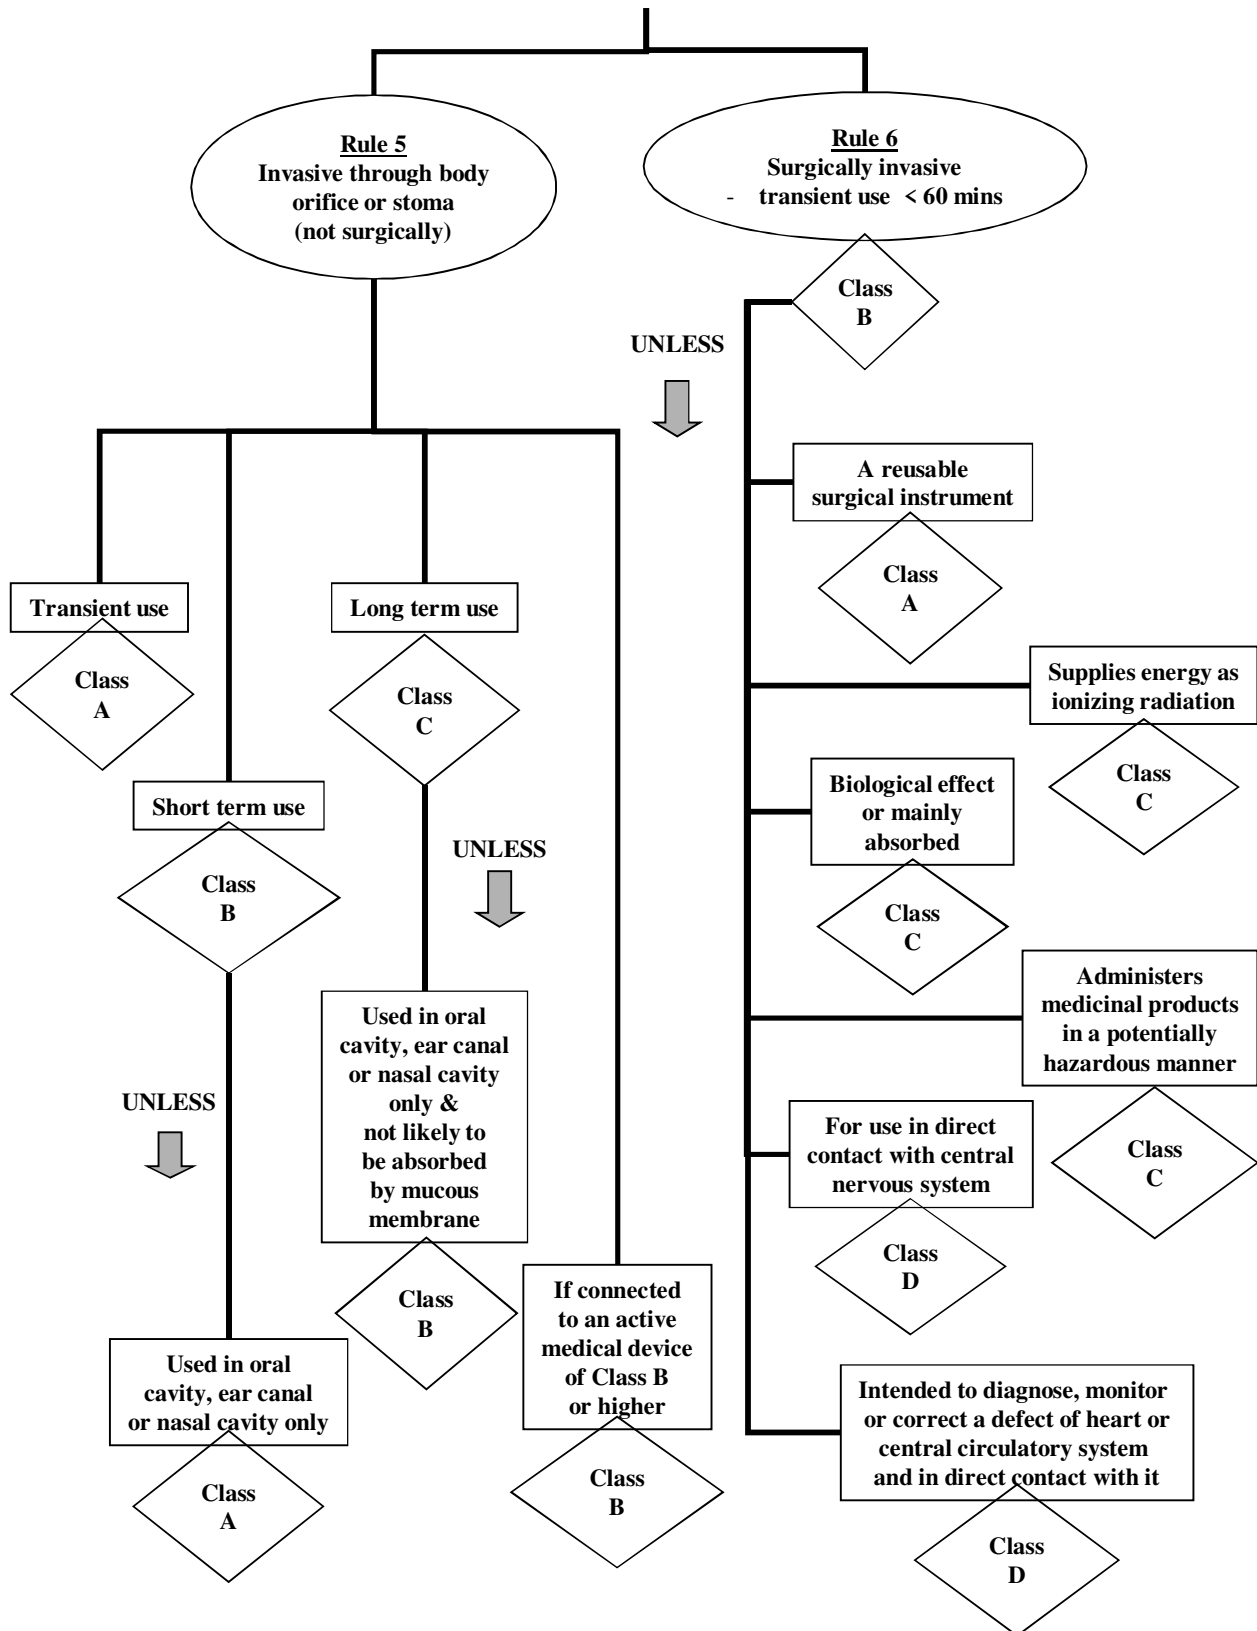 Rule 5
Invasive through body
orifice or stoma
(not surgically)
Rule 6
Surgically invasive
- transient use < 60 mins
Class
B
UNLESS
A reusable
surgical instrument
Class
A
Transient use
Class
A
Long term use
Class
C
Supplies energy as
ionizing radiation
Class
C
Short term use
Class
B
UNLESS
Biological effect
or mainly
absorbed
Class
C
Used in oral
cavity, ear canal
or nasal cavity
only &
not likely to
be absorbed
by mucous
membrane
Class
B
Administers
medicinal products
in a potentially
hazardous manner
Class
C
UNLESS
For use in direct
contact with central
nervous system
Class
D
If connected
to an active
medical device
of Class B
or higher
Class
B
Used in oral
cavity, ear canal
or nasal cavity only
Class
A
Intended to diagnose, monitor
or correct a defect of heart or
central circulatory system
and in direct contact with it
Class
D